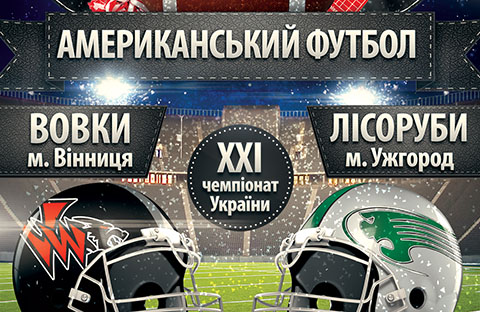 АМЕРИКАНСЬКИЙ ФУТБОЛ
ВОВКИ
м. Вінниця
ЛІСОРУБИ
м. Ужгород
XXI
чемпіонат
України